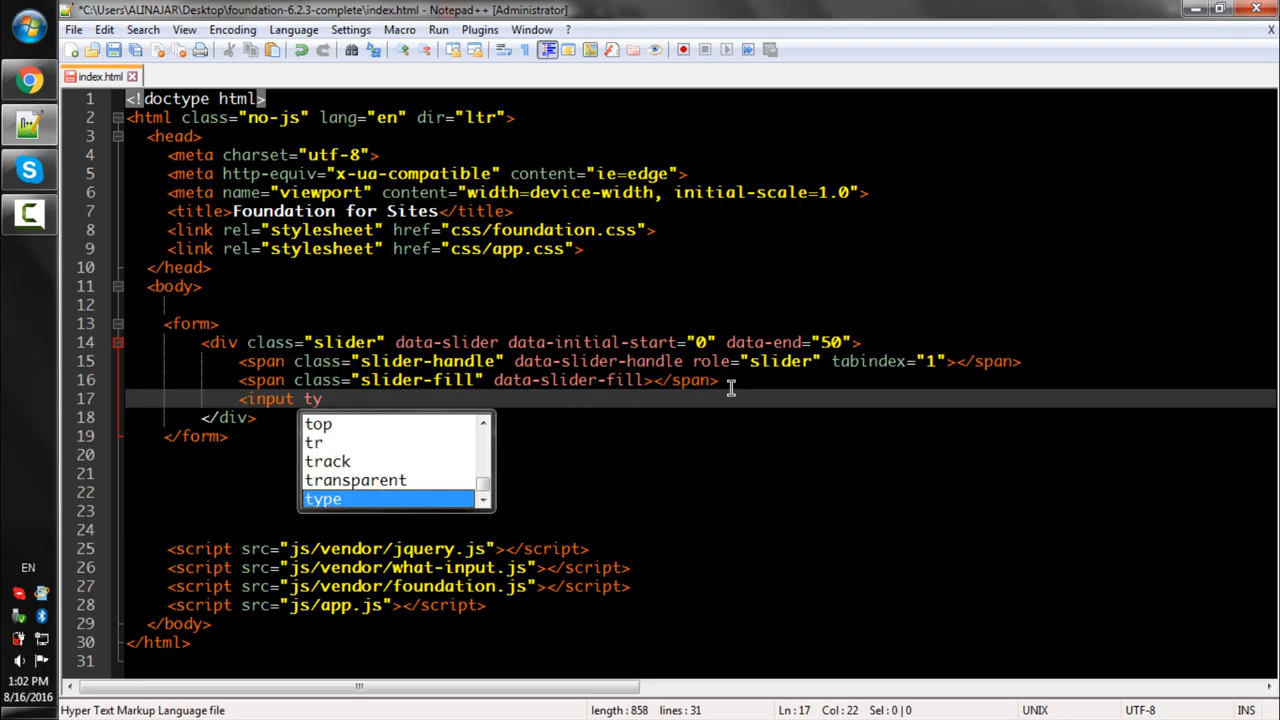 *C:\Users\ALINAJAR\Desktop\foundation-6.2.3-complete\index.html - Notepad++ [Administrator]
File Edit Search View Encoding Language Settings Macro Run Plugins Window ? X
index.html
1 <!doctype html>
2 <html class="no-js" lang="en" dir="ltr">
3 <head>
4 <meta charset="utf-8">
5 <meta http-equiv="x-ua-compatible" content="ie=edge">
6 <meta name="viewport" content="width=device-width, initial-scale=1.0">
7 <title>Foundation for Sites</title>
8 <link rel="stylesheet" href="css/foundation.css">
9 <link rel="stylesheet" href="css/app.css">
10 </head>
11 <body>
12
13 <form>
14 <div class="slider" data-slider data-initial-start="0" data-end="50">
15 <span class="slider-handle" data-slider-handle role="slider" tabindex="1"></span>
16 <span class="slider-fill" data-slider-fill></span>
17 <input ty
18 </div>
top
19 </form>
tr
20
track
21
transparent
22
type
23
24
25 <script src="js/vendor/jquery.js"></script>
26 <script src="js/vendor/what-input.js"></script>
27 <script src="js/vendor/foundation.js"></script>
28 <script src="js/app.js"></script>
29 </body>
30 </html>
31
EN
1:02 PM
8/16/2016
Hyper Text Markup Language file length : 858 lines : 31 Ln : 17 Col : 22 Sel : 0 | 0 UNIX UTF-8 INS